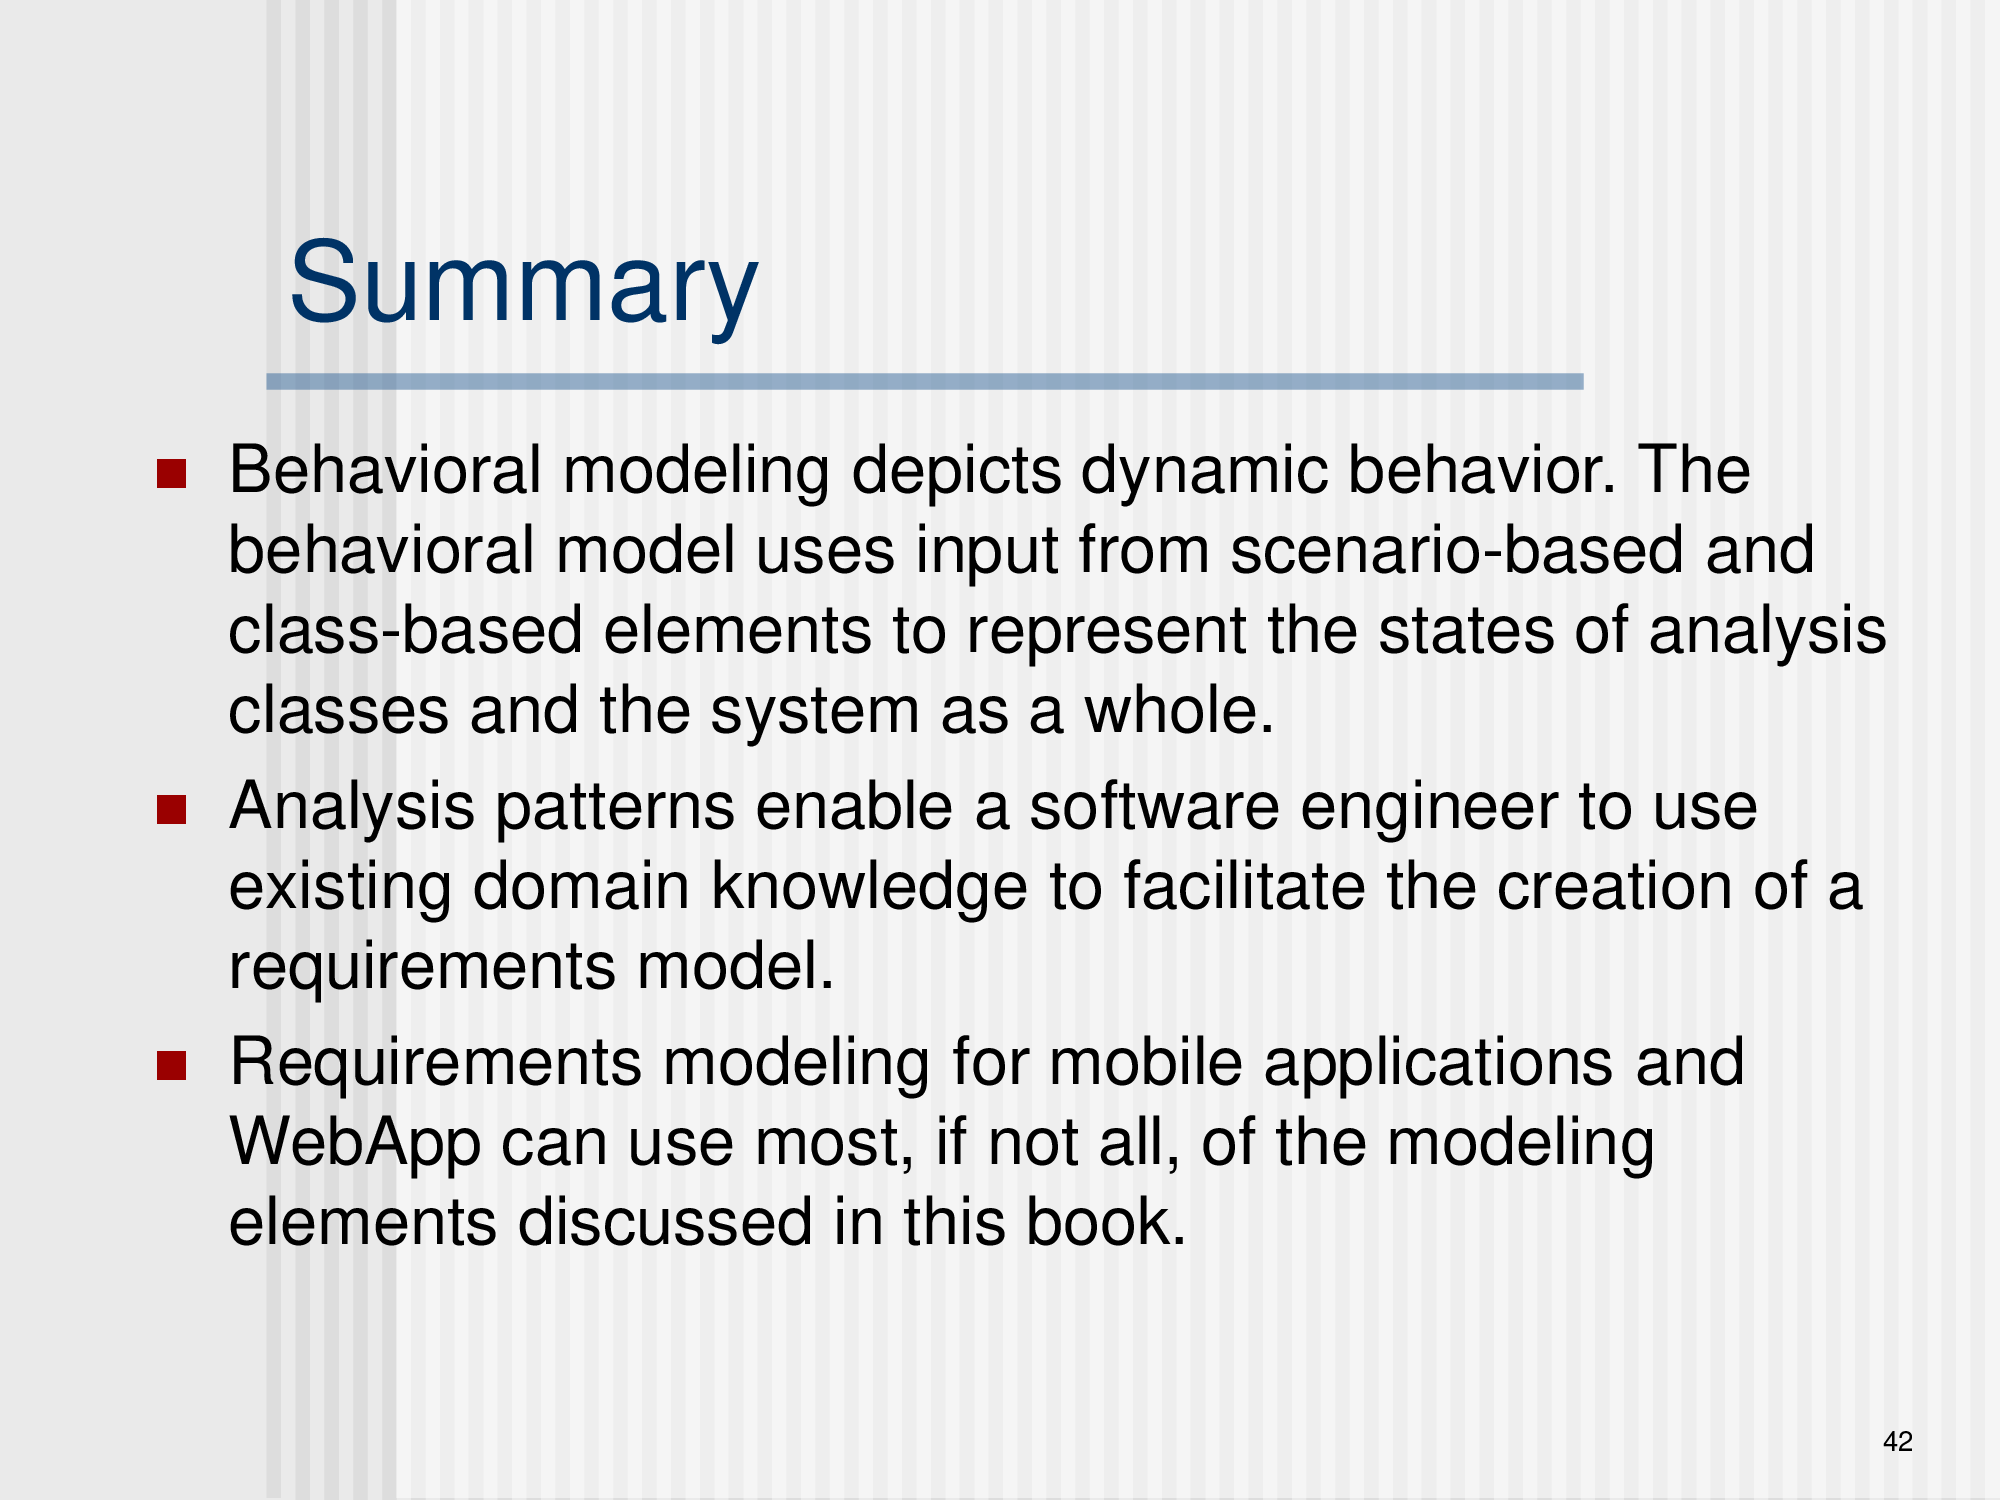 Summary
Behavioral modeling depicts dynamic behavior. The
behavioral model uses input from scenario-based and
class-based elements to represent the states of analysis
classes and the system as a whole.
Analysis patterns enable a software engineer to use
existing domain knowledge to facilitate the creation of a
requirements model.
Requirements modeling for mobile applications and
WebApp can use most, if not all, of the modeling
elements discussed in this book.
42